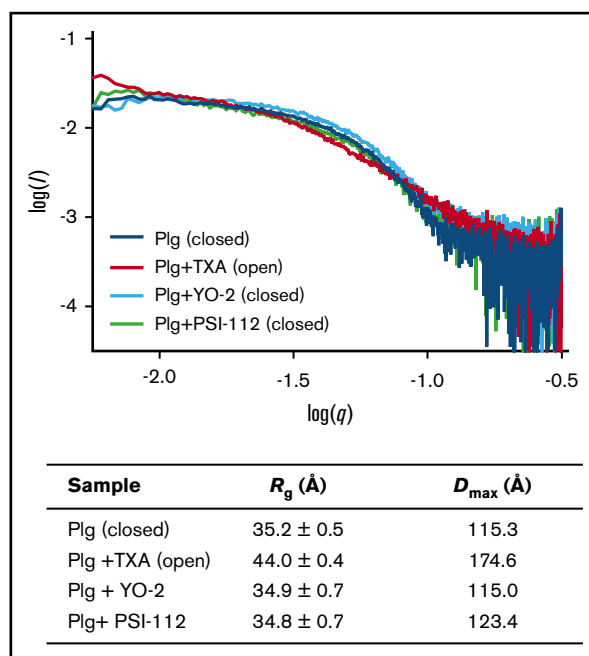 -1
-2
-3
-4
log(I)
Plg (closed)
Plg+TXA (open)
Plg+YO-2 (closed)
Plg+PSI-112 (closed)
-2.0 -1.5 -1.0 -0.5
log(q)
Sample Rg (Å) Dmax (Å)
Plg (closed) 35.2 ± 0.5 115.3
Plg +TXA (open) 44.0 ± 0.4 174.6
Plg + YO-2 34.9 ± 0.7 115.0
Plg+ PSI-112 34.8 ± 0.7 123.4